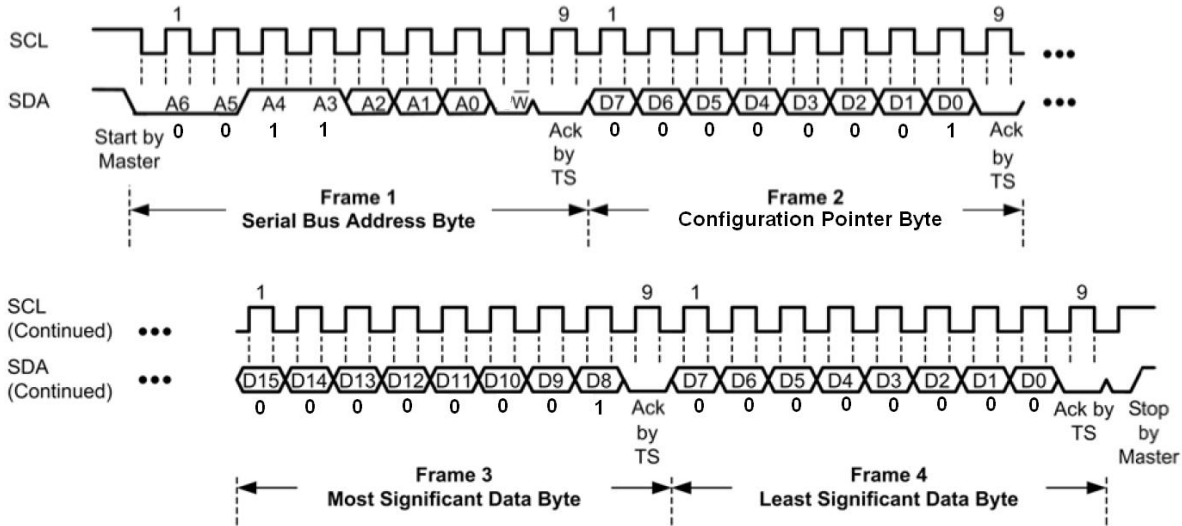 1 9 1 9
SCL
SDA A6 A5 A4 A3 A2 A1 A0 W D7 D6 D5 D4 D3 D2 D1 D0
0 0 1 1 0 0 0 0 0 0 0 1
Start by
Master
Ack
by
TS
Ack
by
TS
Frame 1
Serial Bus Address Byte
Frame 2
Configuration Pointer Byte
1 9 1 9
SCL
(Continued)
SDA
(Continued)
D15 D14 D13 D12 D11 D10 D9 D8 D7 D6 D5 D4 D3 D2 D1 D0
0 0 0 0 0 0 0 1 0 0 0 0 0 0 0 0
Ack
by
TS
Ack by
TS
Stop
by
Master
Frame 3
Most Significant Data Byte
Frame 4
Least Significant Data Byte